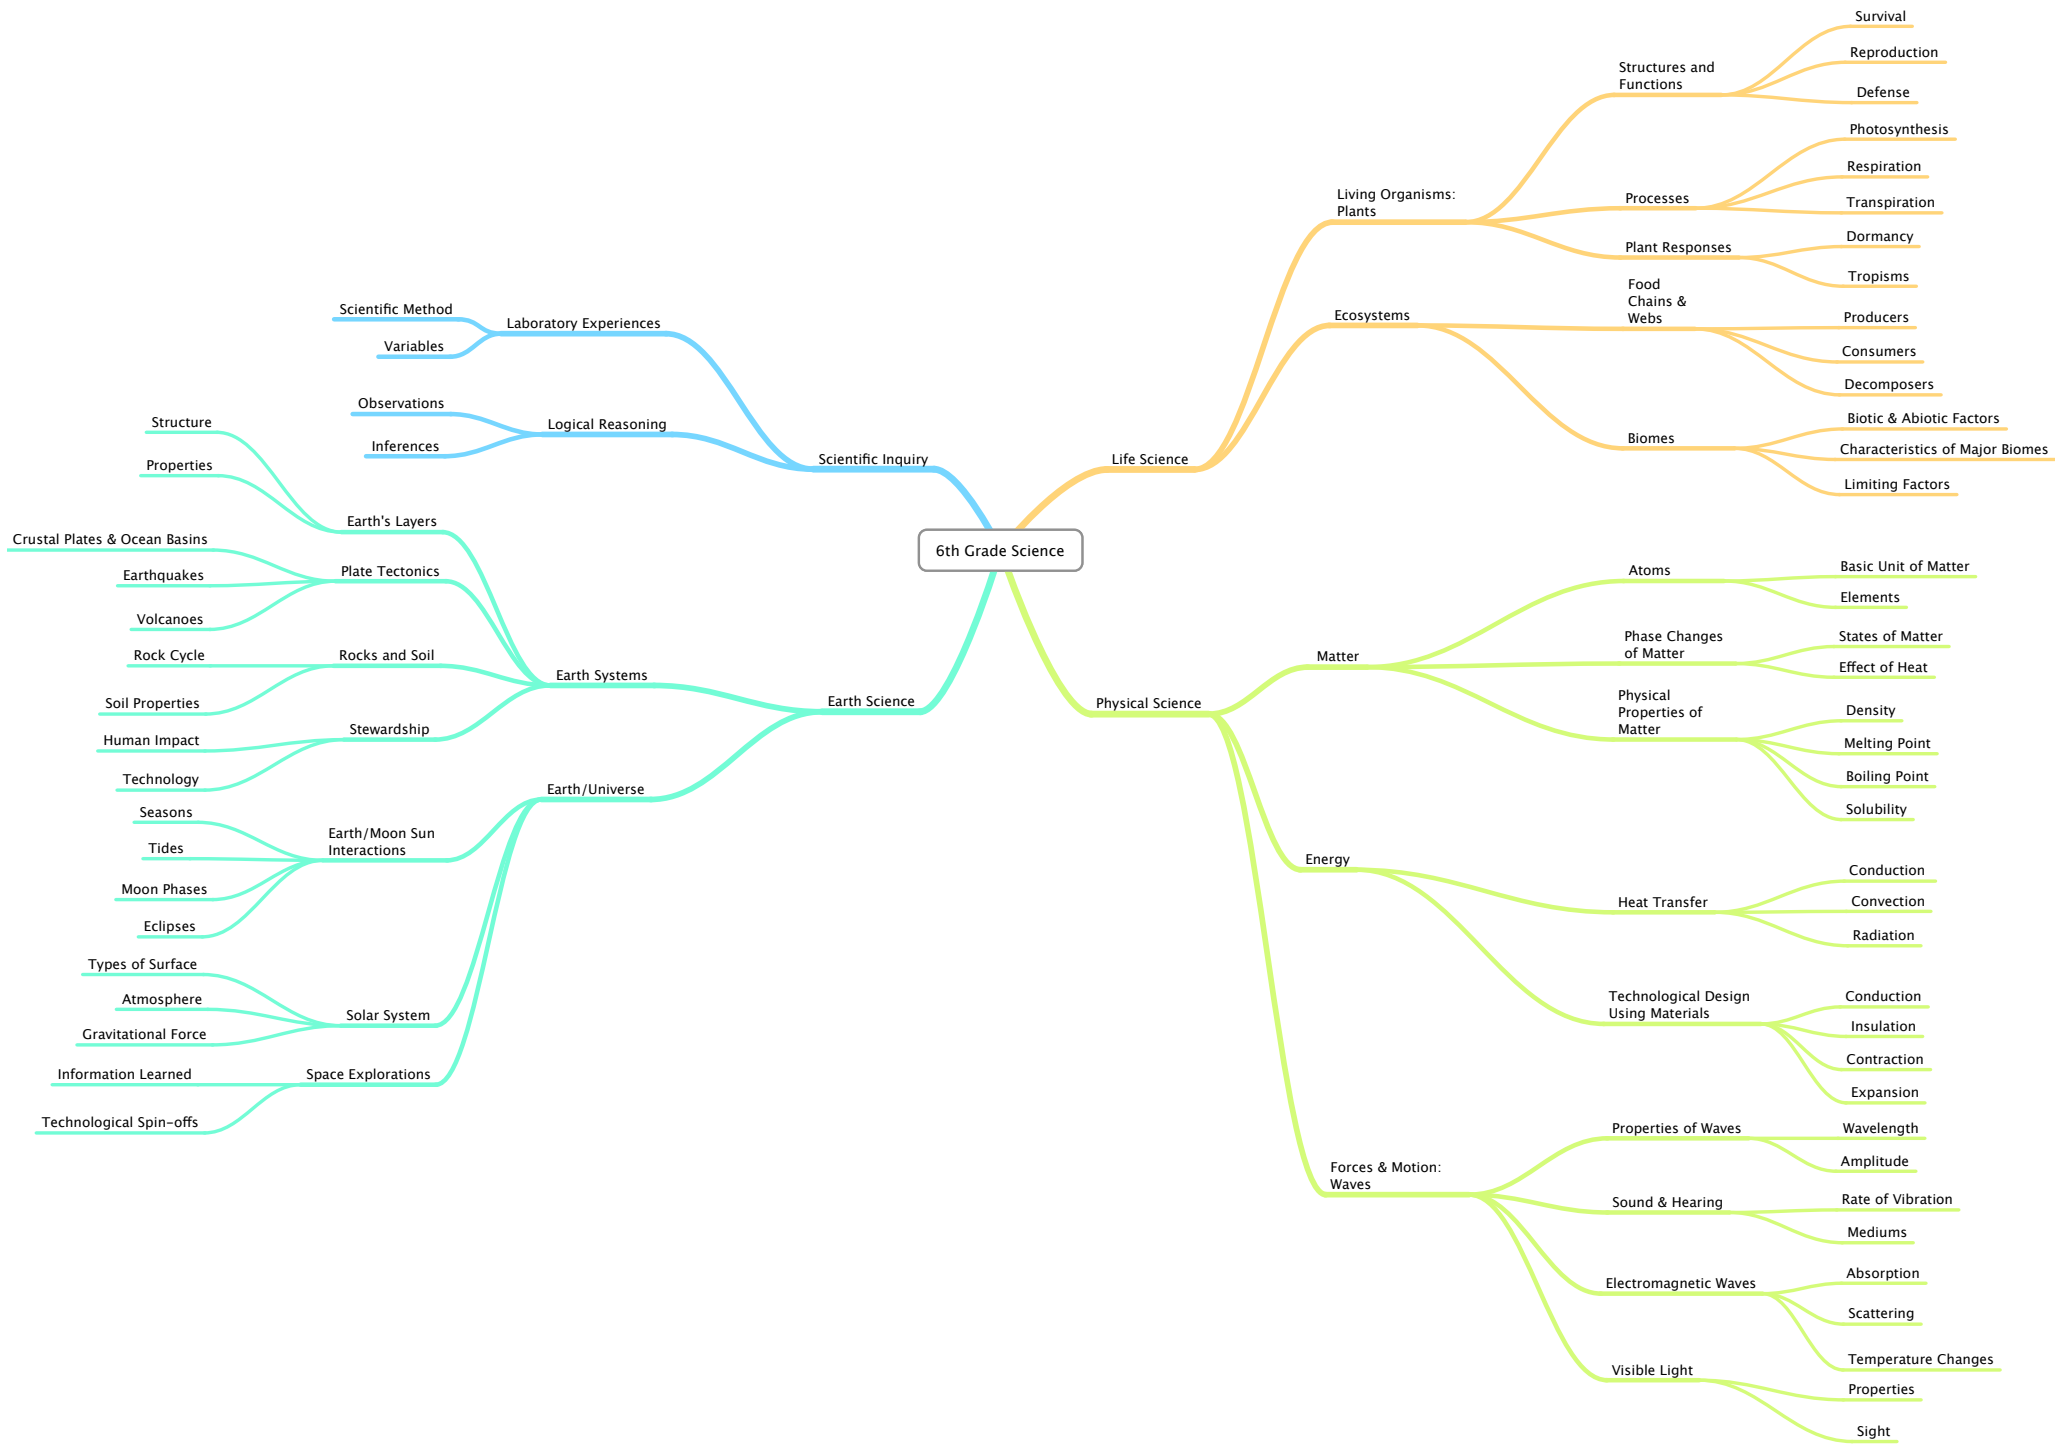 6th Grade Science
Scientific Inquiry
Laboratory Experiences
Scientific Method
Variables
Logical Reasoning
Observations
Inferences
Earth Science
Earth Systems
Earth's Layers
Structure
Properties
Plate Tectonics
Crustal Plates & Ocean Basins
Earthquakes
Volcanoes
Rocks and Soil
Rock Cycle
Soil Properties
Stewardship
Human Impact
Technology
Earth/Universe
Earth/Moon Sun
Interactions
Seasons
Tides
Moon Phases
Eclipses
Solar System
Types of Surface
Atmosphere
Gravitational Force
Space Explorations
Information Learned
Technological Spin-offs
Life Science
Living Organisms:
Plants
Structures and
Functions
Survival
Reproduction
Defense
Processes
Photosynthesis
Respiration
Transpiration
Plant Responses
Dormancy
Tropisms
Ecosystems
Food
Chains &
Webs
Producers
Consumers
Decomposers
Biomes
Biotic & Abiotic Factors
Characteristics of Major Biomes
Limiting Factors
Physical Science
Matter
Atoms
Basic Unit of Matter
Elements
Phase Changes
of Matter
States of Matter
Effect of Heat
Physical
Properties of
Matter
Density
Melting Point
Boiling Point
Solubility
Energy
Heat Transfer
Conduction
Convection
Radiation
Technological Design
Using Materials
Conduction
Insulation
Contraction
Expansion
Forces & Motion:
Waves
Properties of Waves
Wavelength
Amplitude
Sound & Hearing
Rate of Vibration
Mediums
Electromagnetic Waves
Absorption
Scattering
Temperature Changes
Visible Light
Properties
Sight